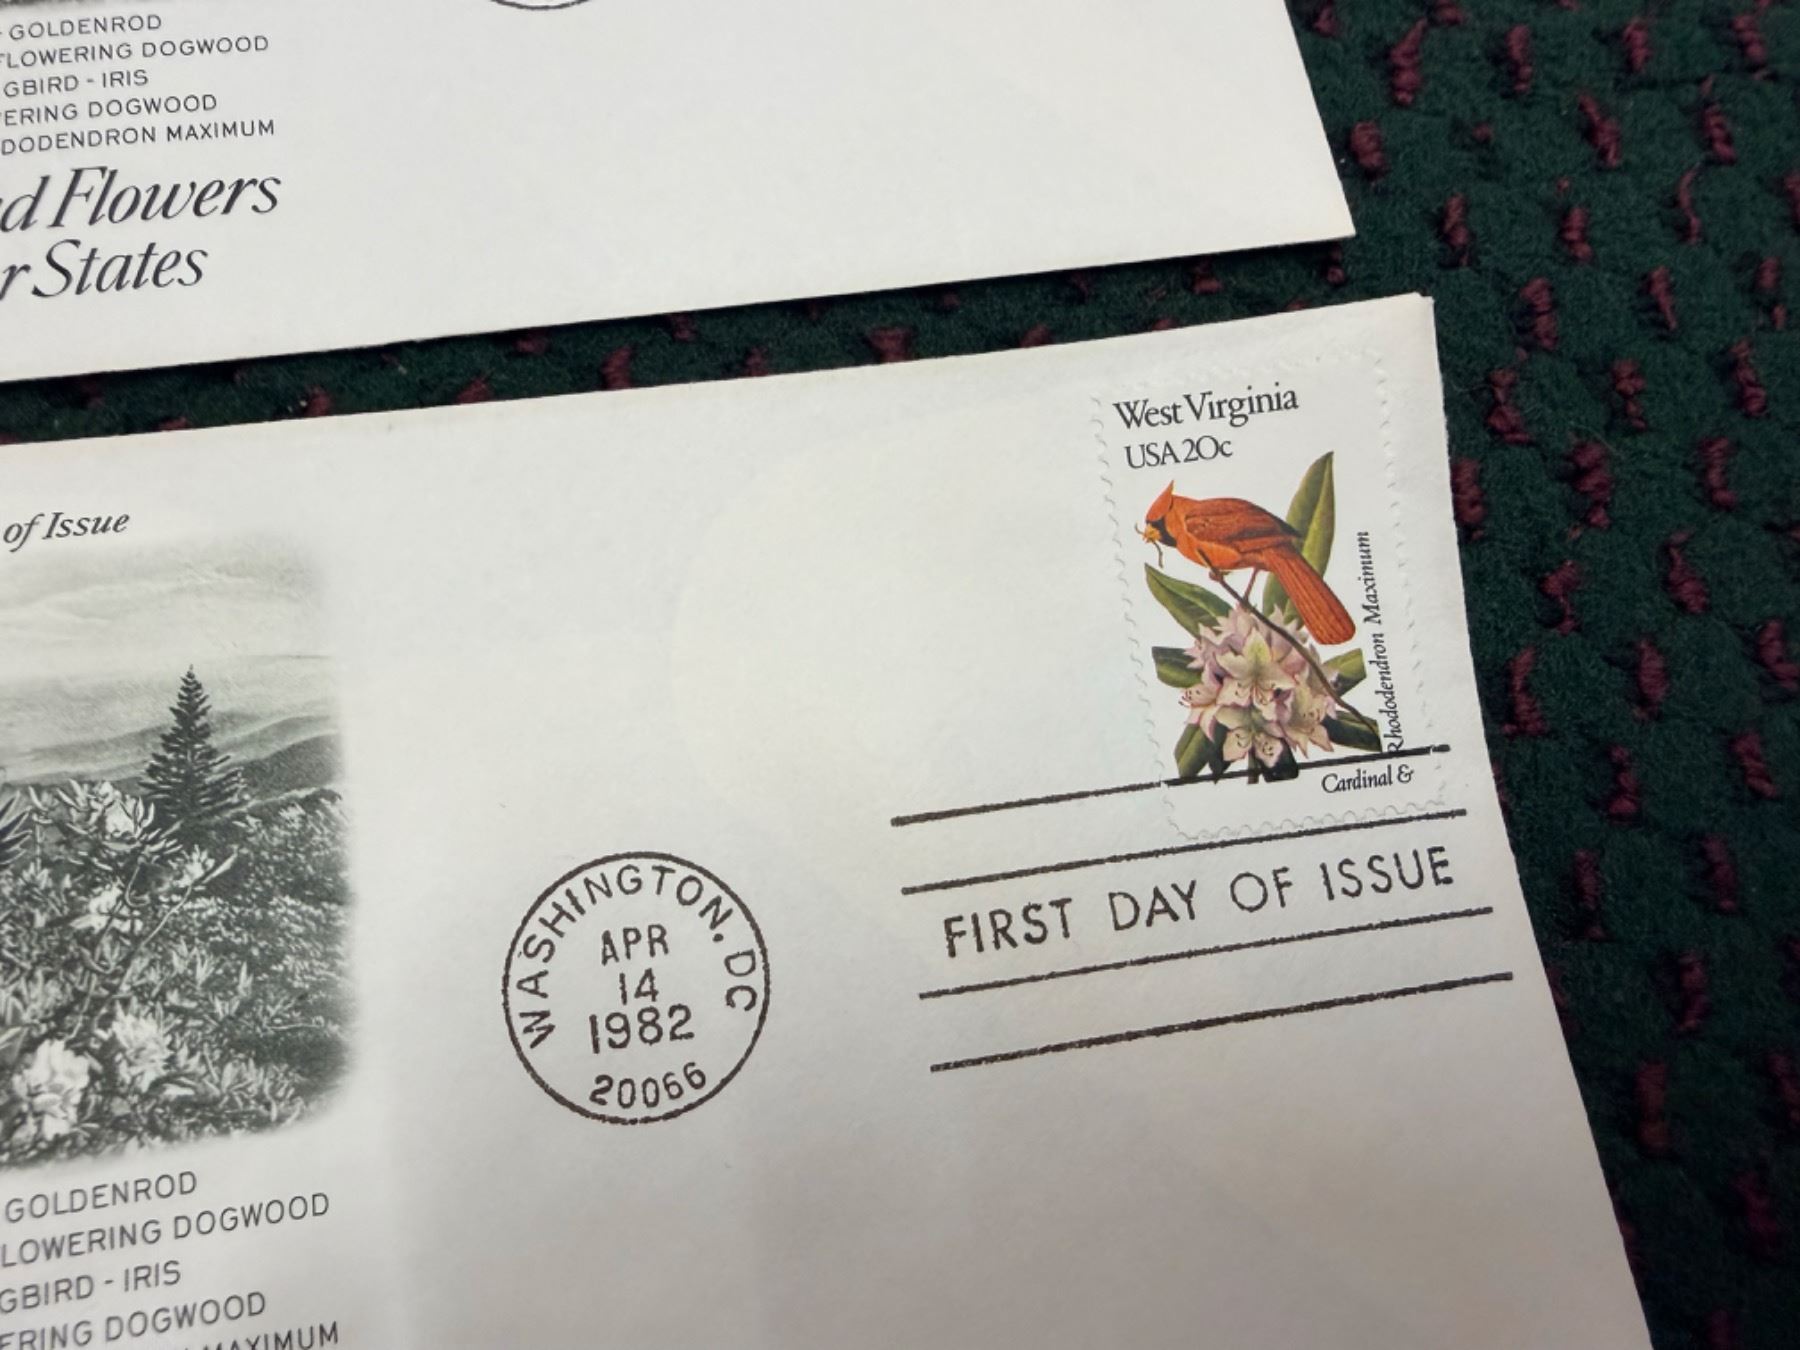 GOLDENROD
FLOWERING DOGWOOD
GBIRD - IRIS
ERING DOGWOOD
DODENDRON MAXIMUM
d Flowers
r States
of Issue
West Virginia
USA 20c
Rhododendron Maximum
Cardinal &
FIRST DAY OF ISSUE
WASHINGTON, DC
APR
14
1982
20066
GOLDENROD
LOWERING DOGWOOD
GBIRD - IRIS
ERING DOGWOOD
MAXIMUM